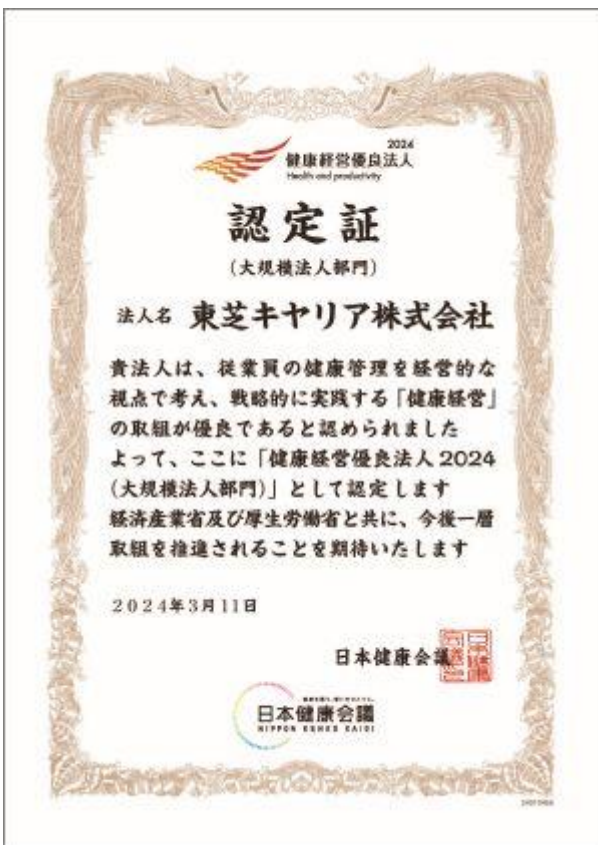 2024
健康経営優良法人
Health and productivity
認定証
(大規模法人部門)
法人名 東芝キヤリア株式会社
貴法人は、従業員の健康管理を経営的な
視点で考え、戦略的に実践する「健康経営」
の取組が優良であると認められました
よって、ここに「健康経営優良法人2024
(大規模法人部門)」として認定します
経済産業省及び厚生労働省と共に、今後一層
取組を推進されることを期待いたします
2024年3月11日
日本健康会議
日本健康会議
NIPPON KENKO KAIGI